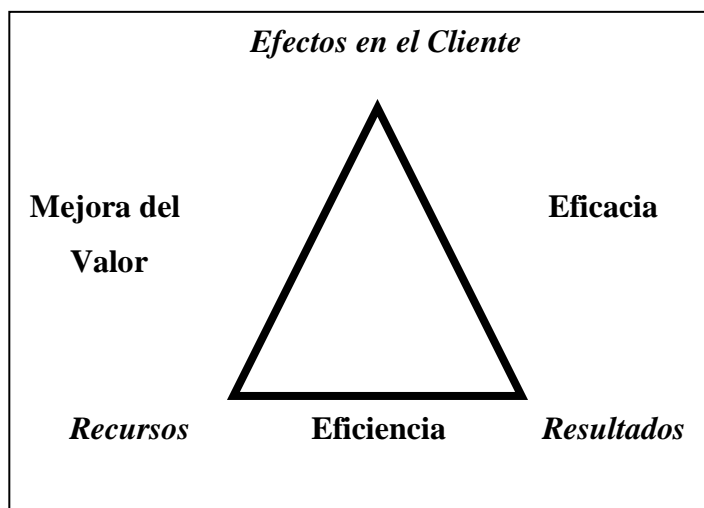 Efectos en el Cliente
Mejora del
Valor
Eficacia
Recursos
Eficiencia
Resultados